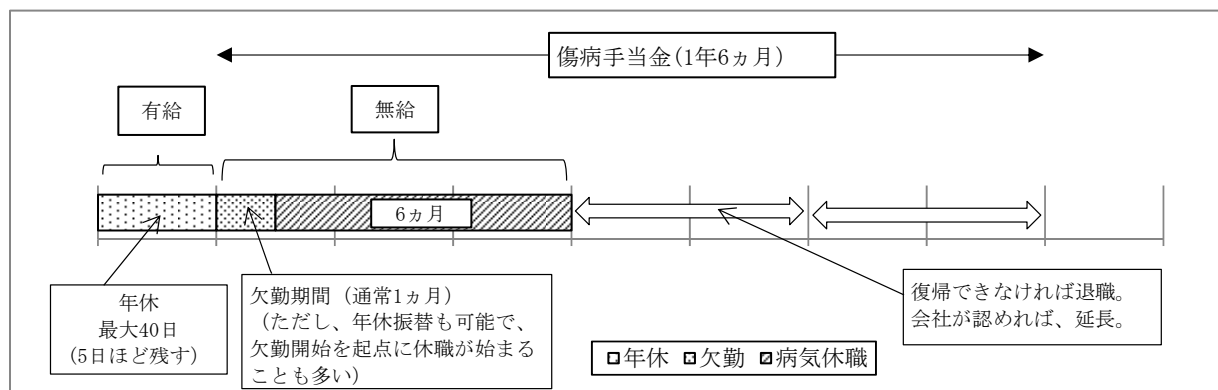 傷病手当金(1年6ヵ月)
有給
無給
6ヵ月
年休
最大40日
(5日ほど残す)
欠勤期間（通常1ヵ月）
（ただし、年休振替も可能で、
欠勤開始を起点に休職が始まる
ことも多い）
復帰できなければ退職。
会社が認めれば、延長。
年休 欠勤 病気休職